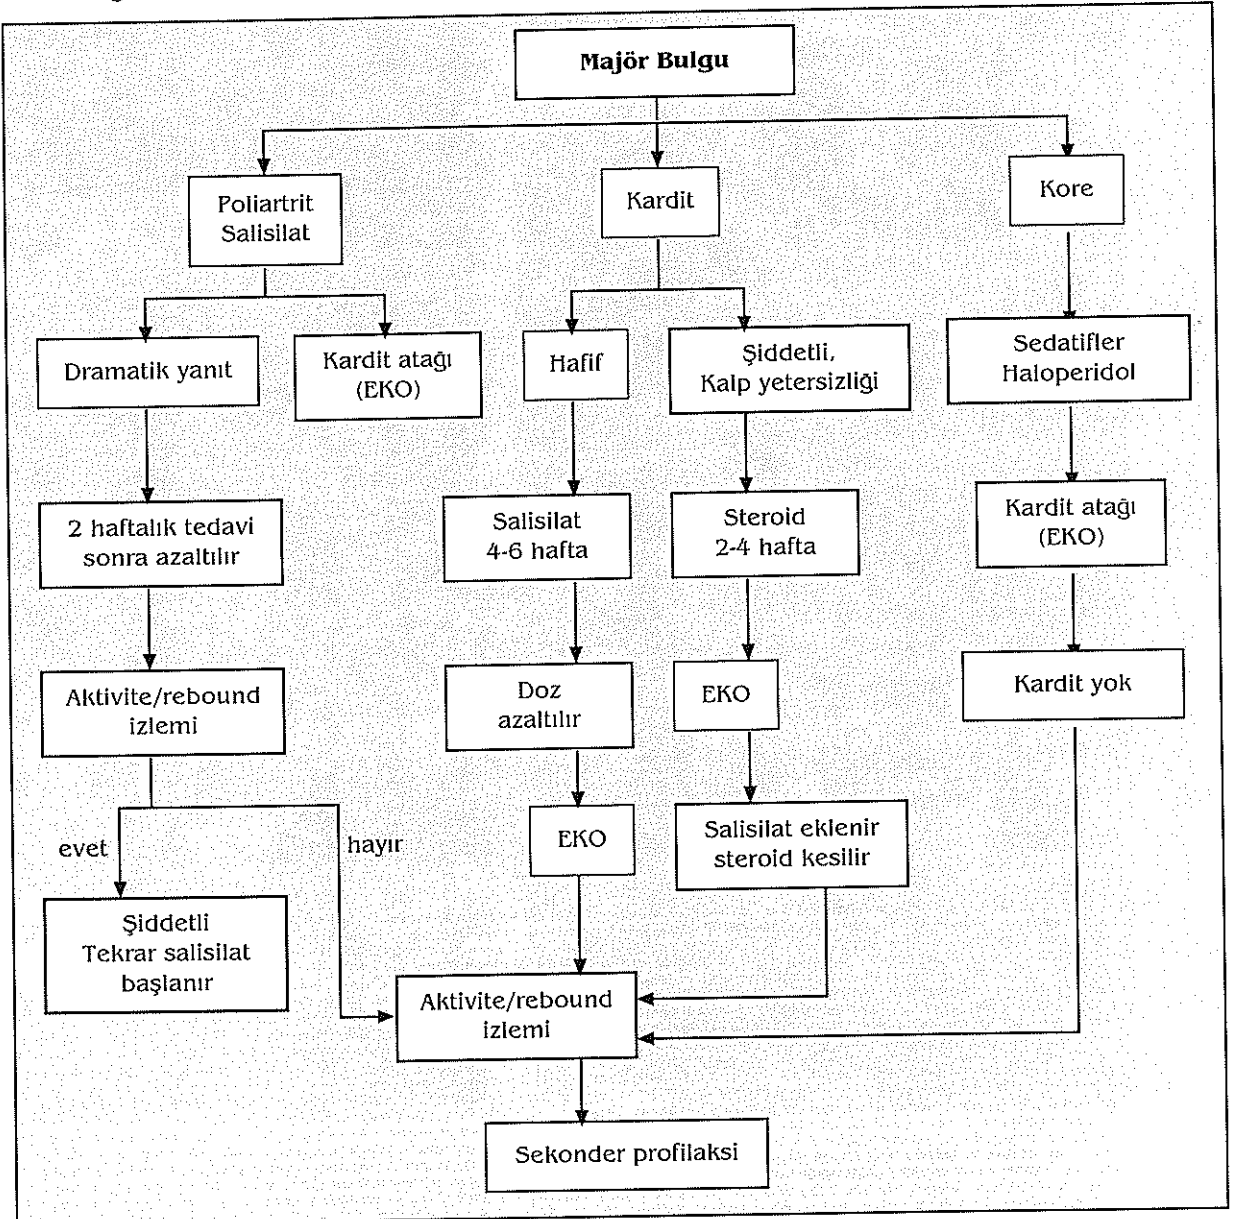 Majör Bulgu
Poliartrit
Salisilat
Kardit
Kore
Dramatik yanıt
Kardit atağı
(EKO)
Hafif
Şiddetli,
Kalp yetersizliği
Sedatifler
Haloperidol
2 haftalık tedavi
sonra azaltılır
Salisilat
4-6 hafta
Steroid
2-4 hafta
Kardit atağı
(EKO)
Aktivite/rebound
izlemi
Doz
azaltılır
EKO
Kardit yok
evet
hayır
EKO
Salisilat eklenir
steroid kesilir
Şiddetli
Tekrar salisilat
başlanır
Aktivite/rebound
izlemi
Sekonder profilaksi